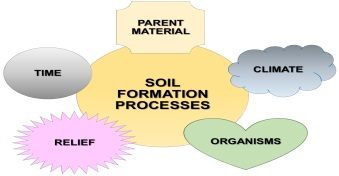 PARENT
MATERIAL
TIME
CLIMATE
SOIL
FORMATION
PROCESSES
RELIEF
ORGANISMS